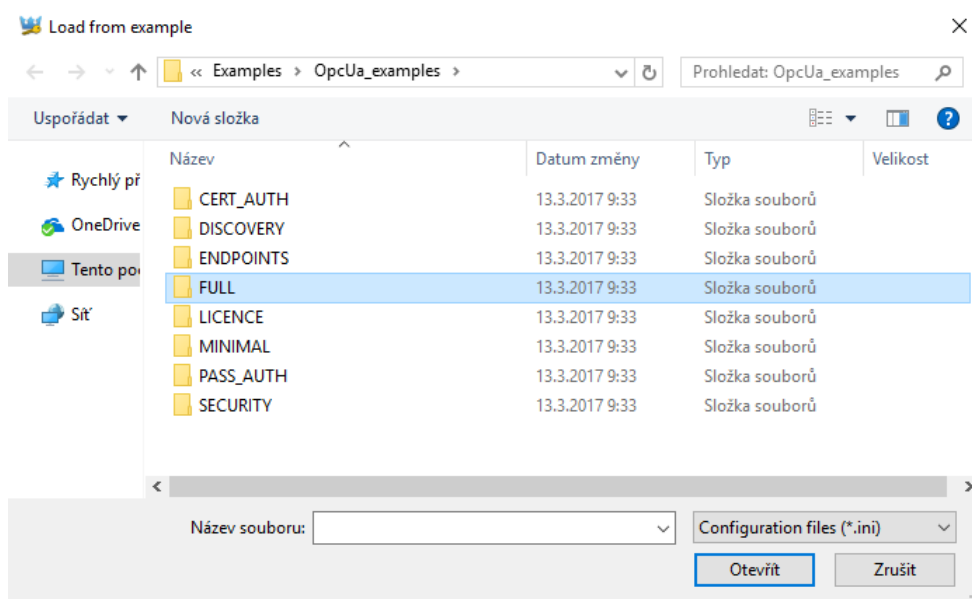 Load from example
« Examples › OpcUa_examples ›
Prohledat: OpcUa_examples
Uspořádat
Nová složka
Název
Datum změny
Typ
Velikost
Rychlý př
OneDrive
Tento po
Síť
CERT_AUTH 13.3.2017 9:33 Složka souborů
DISCOVERY 13.3.2017 9:33 Složka souborů
ENDPOINTS 13.3.2017 9:33 Složka souborů
FULL 13.3.2017 9:33 Složka souborů
LICENCE 13.3.2017 9:33 Složka souborů
MINIMAL 13.3.2017 9:33 Složka souborů
PASS_AUTH 13.3.2017 9:33 Složka souborů
SECURITY 13.3.2017 9:33 Složka souborů
Název souboru:
Configuration files (*.ini)
Otevřít
Zrušit